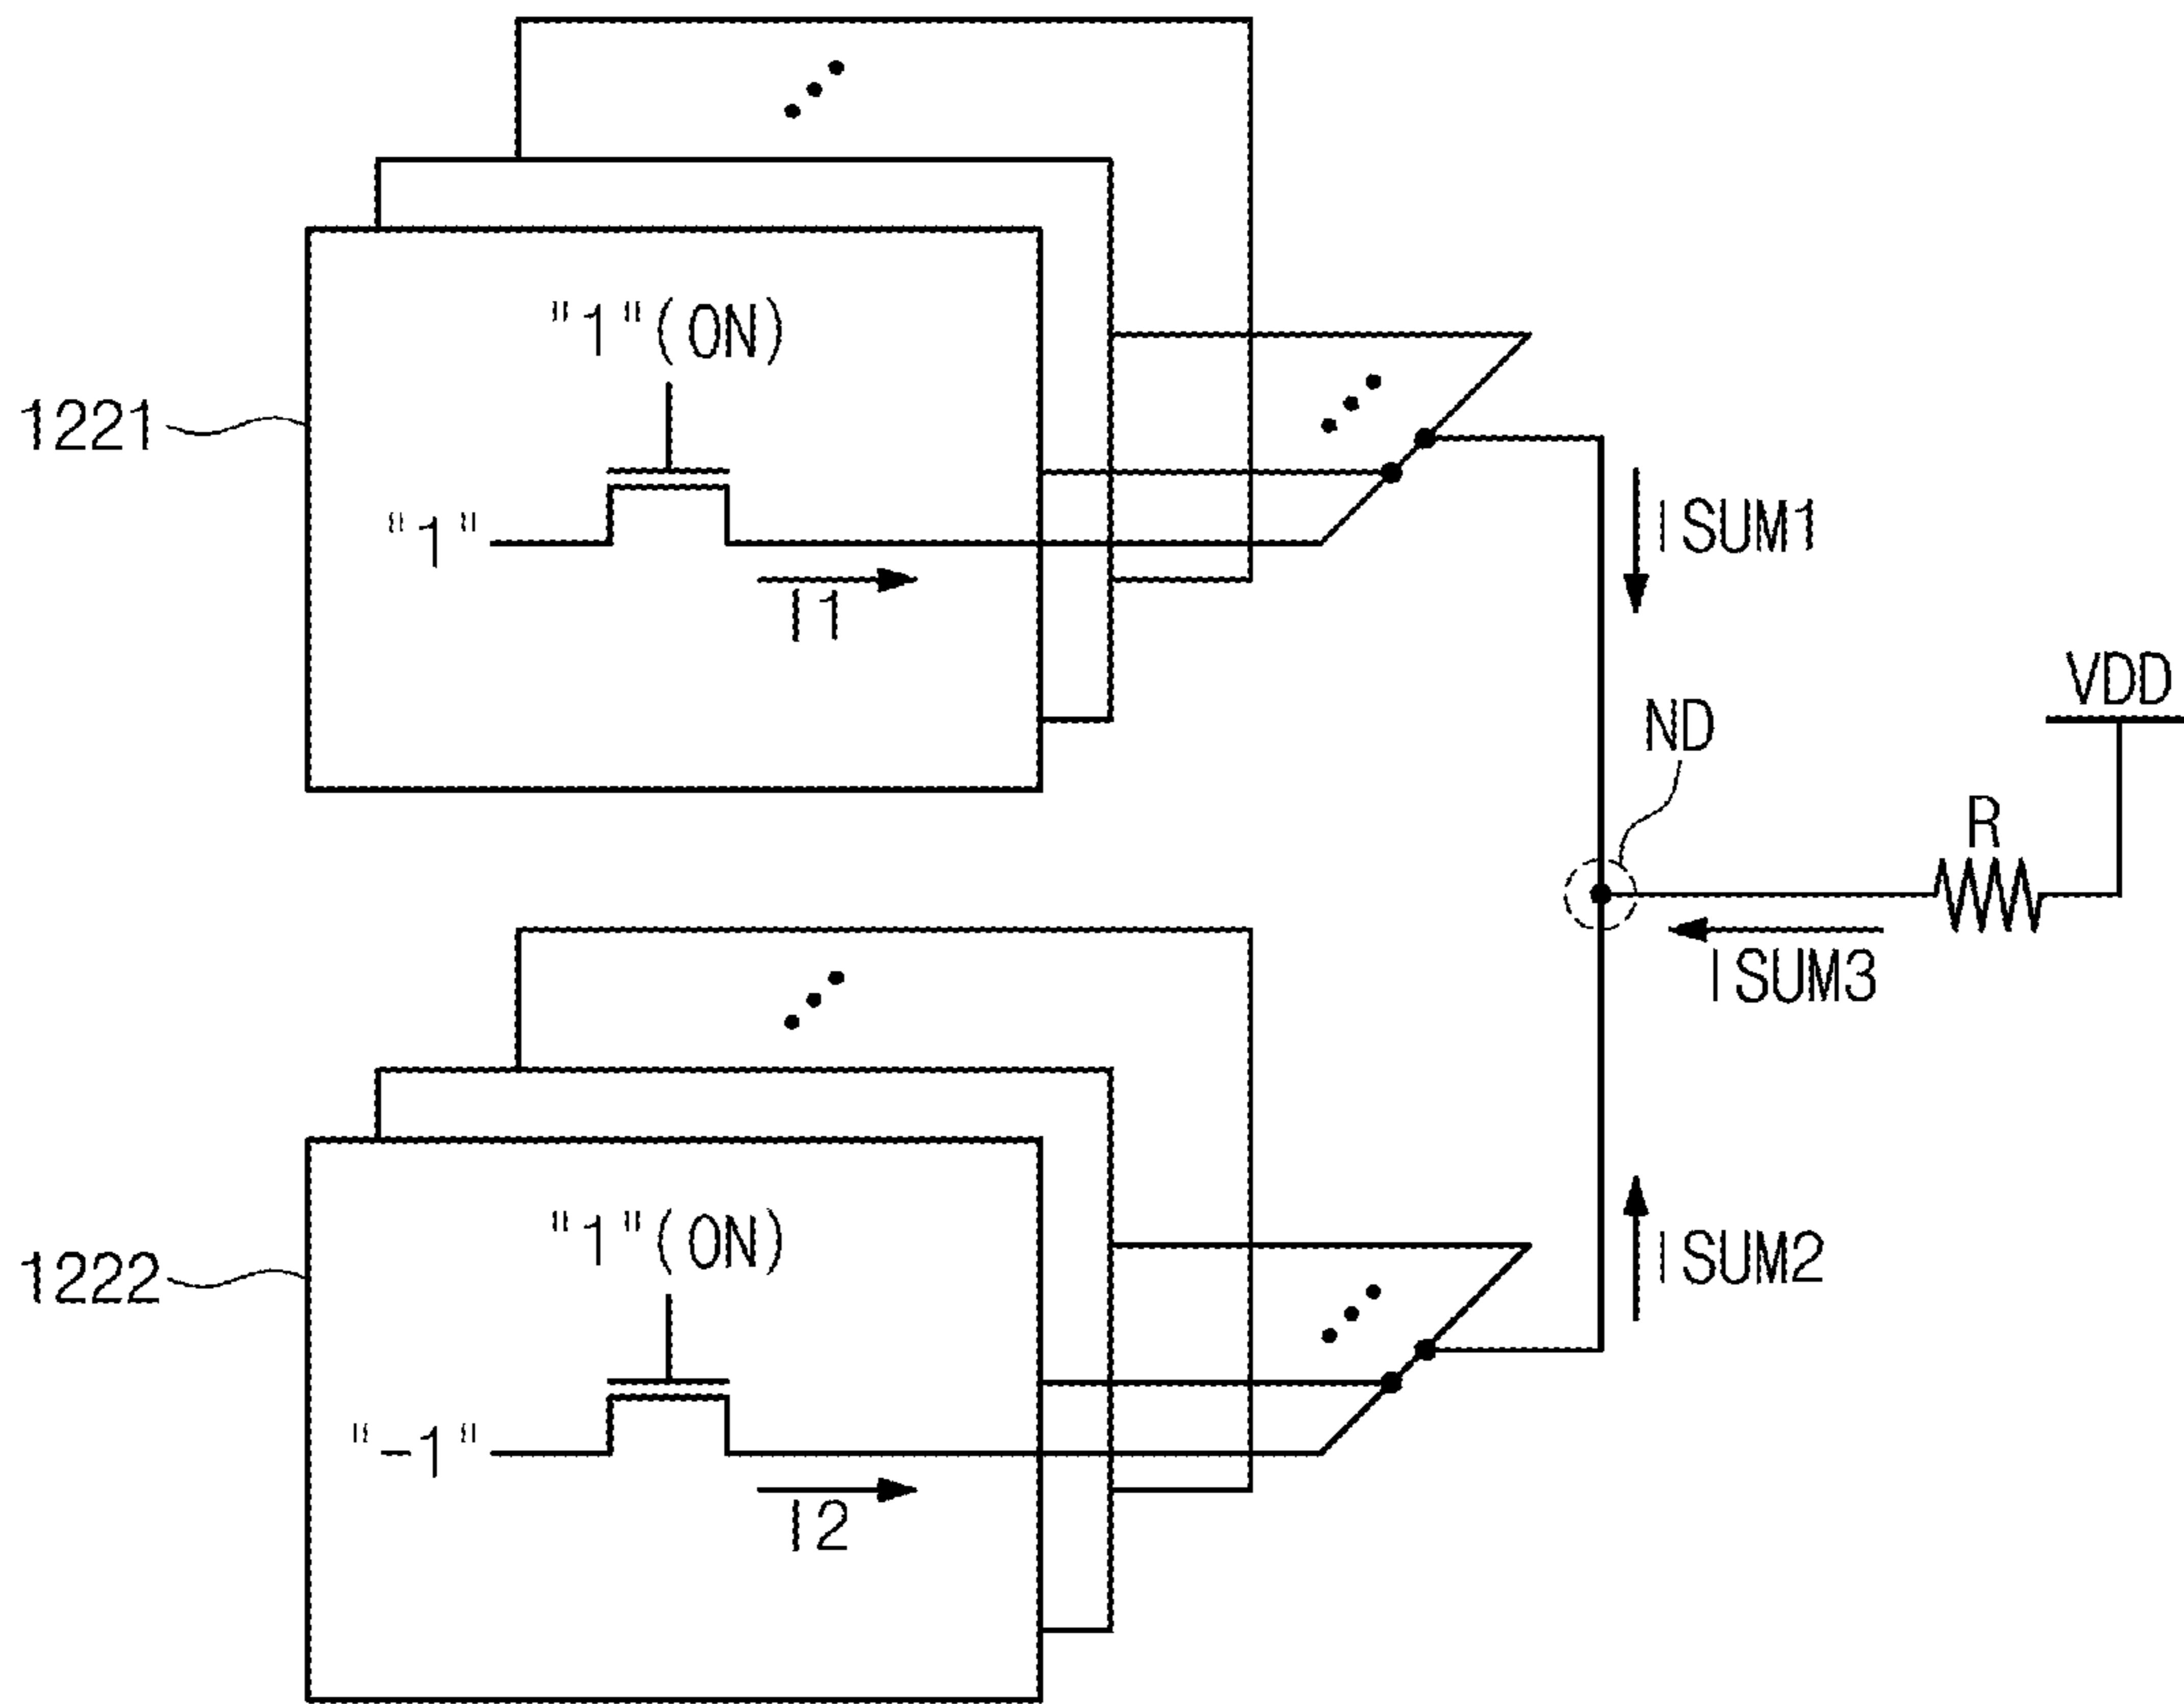 "1"(ON)
1221
"1"
I1
ISUM1
VDD
ND
R
ISUM3
"1"(ON)
1222
ISUM2
"-1"
I2